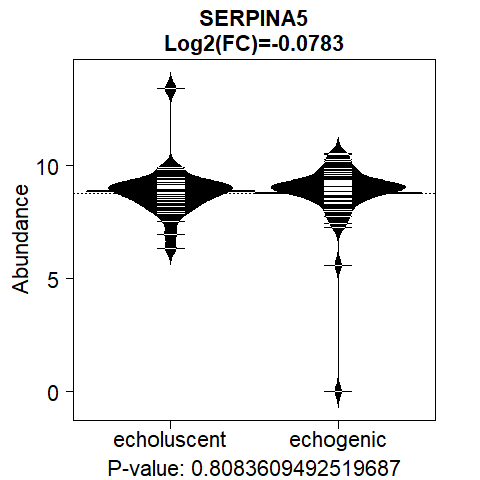 SERPINA5
Log2(FC)=-0.0783
Abundance
10
5
0
echoluscent echogenic
P-value: 0.8083609492519687